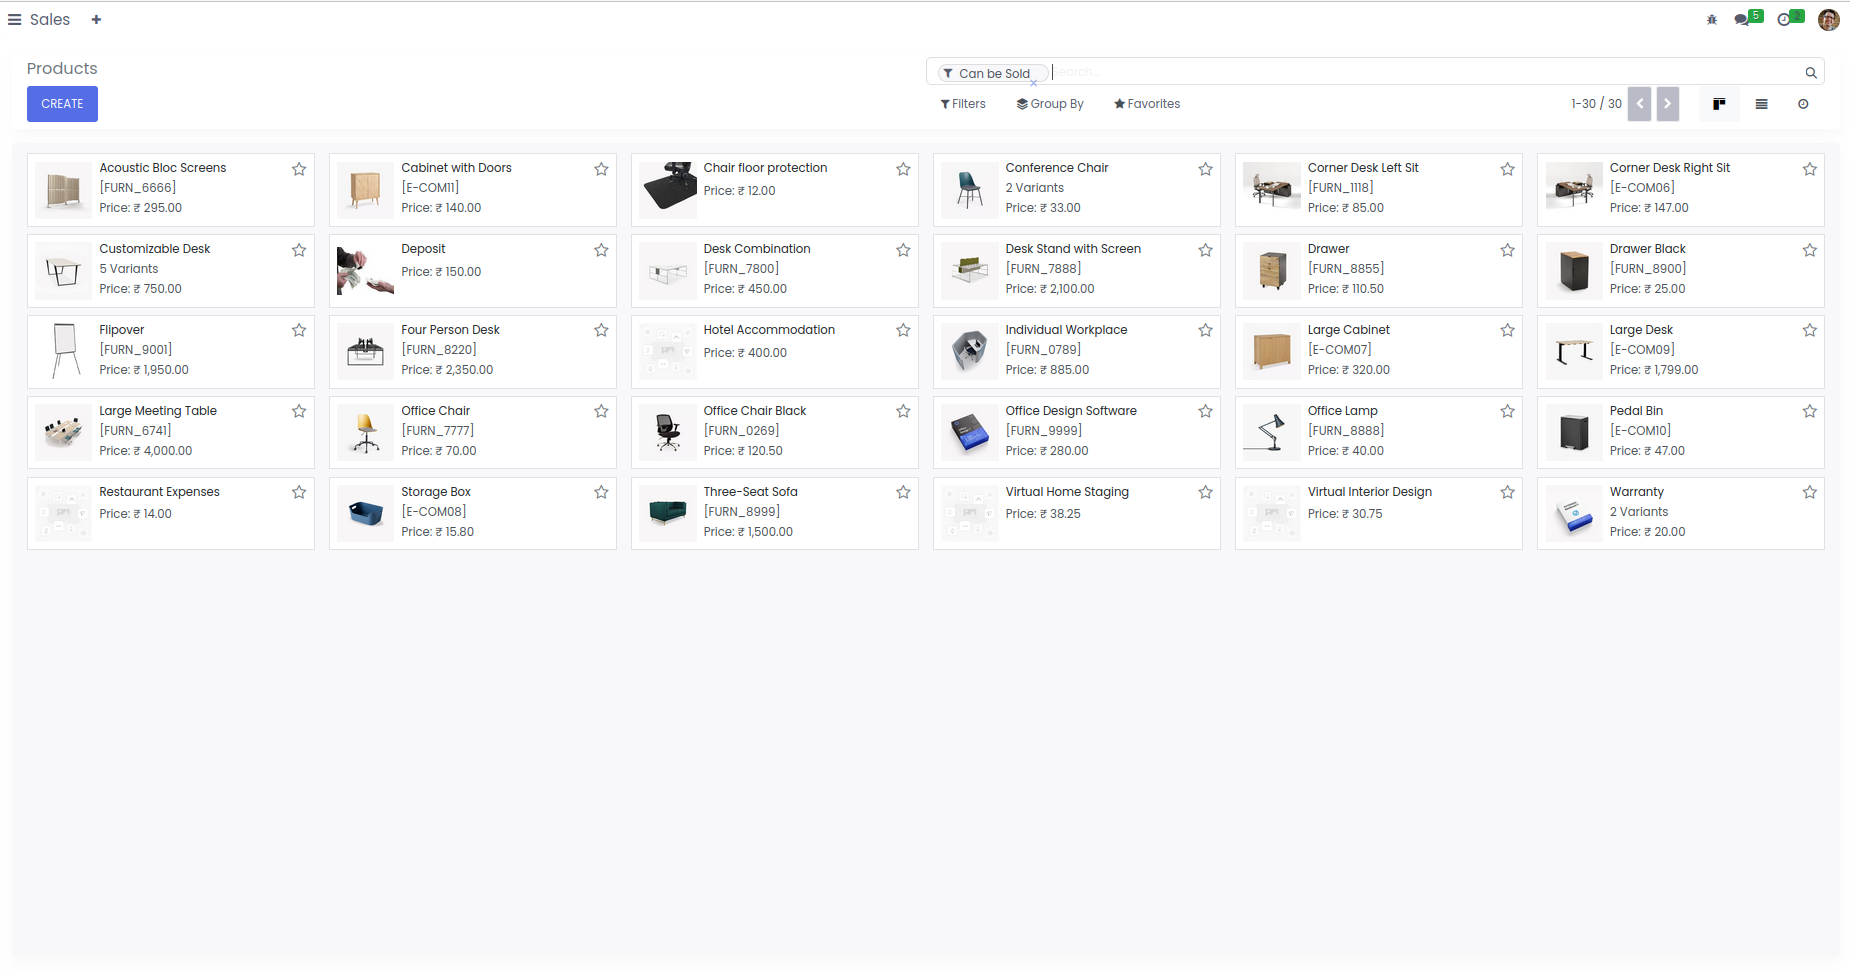 Sales
5
2
Products
Can be Sold
Search...
CREATE
Filters
Group By
Favorites
1-30 / 30
Acoustic Bloc Screens
[FURN_6666]
Price: ₹ 295.00
Cabinet with Doors
[E-COM11]
Price: ₹ 140.00
Chair floor protection
Price: ₹ 12.00
Conference Chair
2 Variants
Price: ₹ 33.00
Corner Desk Left Sit
[FURN_1118]
Price: ₹ 85.00
Corner Desk Right Sit
[E-COM06]
Price: ₹ 147.00
Customizable Desk
5 Variants
Price: ₹ 750.00
Deposit
Price: ₹ 150.00
Desk Combination
[FURN_7800]
Price: ₹ 450.00
Desk Stand with Screen
[FURN_7888]
Price: ₹ 2,100.00
Drawer
[FURN_8855]
Price: ₹ 110.50
Drawer Black
[FURN_8900]
Price: ₹ 25.00
Flipover
[FURN_9001]
Price: ₹ 1,950.00
Four Person Desk
[FURN_8220]
Price: ₹ 2,350.00
Hotel Accommodation
Price: ₹ 400.00
Individual Workplace
[FURN_0789]
Price: ₹ 885.00
Large Cabinet
[E-COM07]
Price: ₹ 320.00
Large Desk
[E-COM09]
Price: ₹ 1,799.00
Large Meeting Table
[FURN_6741]
Price: ₹ 4,000.00
Office Chair
[FURN_7777]
Price: ₹ 70.00
Office Chair Black
[FURN_0269]
Price: ₹ 120.50
Office Design Software
[FURN_9999]
Price: ₹ 280.00
Office Lamp
[FURN_8888]
Price: ₹ 40.00
Pedal Bin
[E-COM10]
Price: ₹ 47.00
Restaurant Expenses
Price: ₹ 14.00
Storage Box
[E-COM08]
Price: ₹ 15.80
Three-Seat Sofa
[FURN_8999]
Price: ₹ 1,500.00
Virtual Home Staging
Price: ₹ 38.25
Virtual Interior Design
Price: ₹ 30.75
Warranty
2 Variants
Price: ₹ 20.00